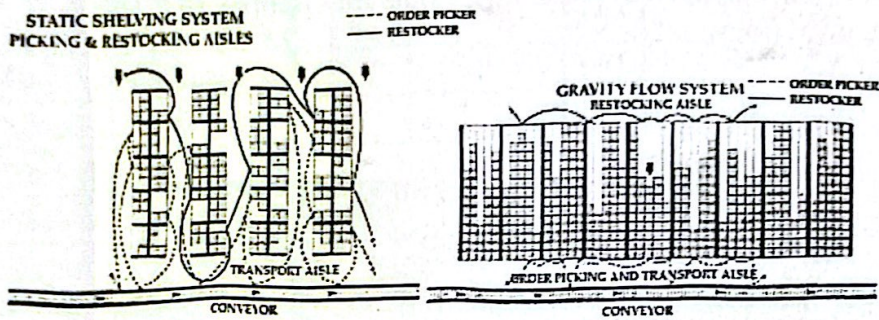 STATIC SHELVING SYSTEM
PICKING & RESTOCKING AISLES
ORDER PICKER
RESTOCKER
TRANSPORT AISLE
CONVEYOR
GRAVITY FLOW SYSTEM
RESTOCKING AISLE
ORDER PICKER
RESTOCKER
ORDER PICKING AND TRANSPORT AISLE
CONVEYOR